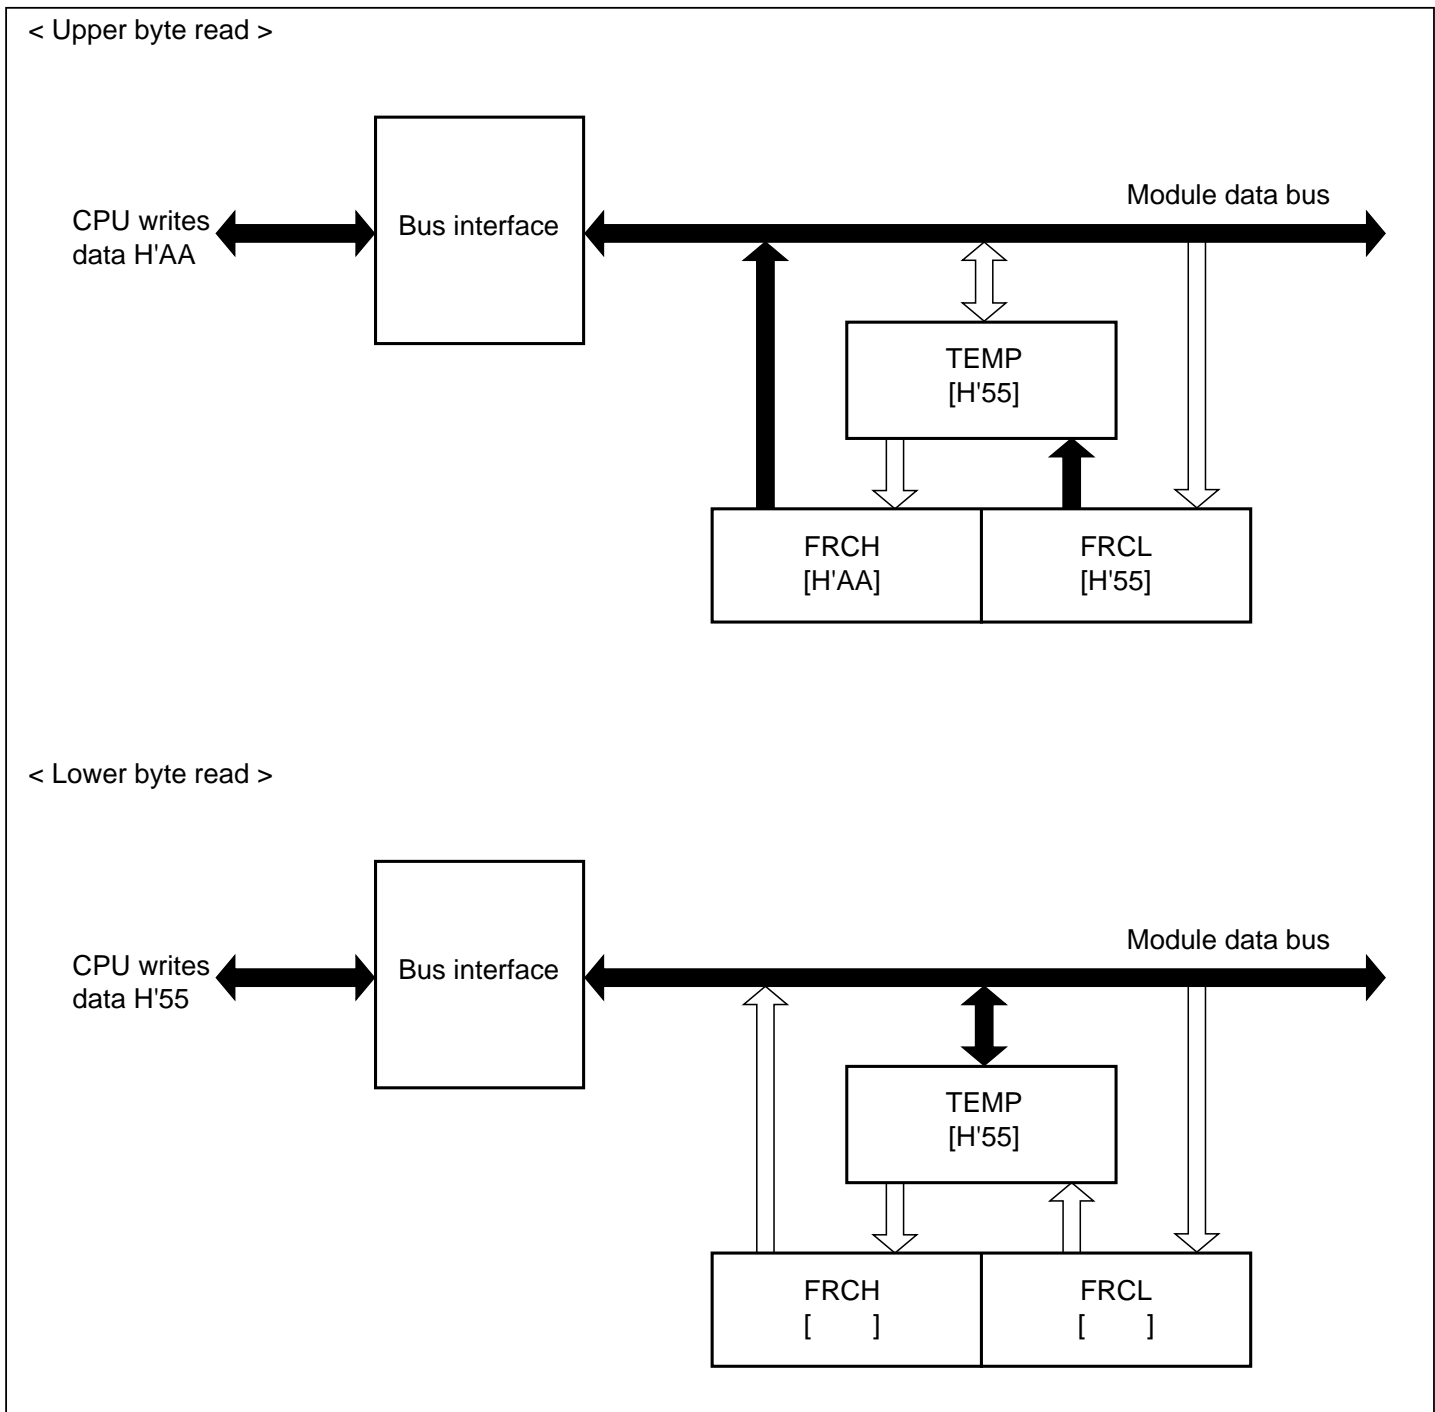 < Upper byte read >
Module data bus
CPU writes
data H'AA
Bus interface
TEMP
[H'55]
FRCH
[H'AA]
FRCL
[H'55]
< Lower byte read >
Module data bus
CPU writes
data H'55
Bus interface
TEMP
[H'55]
FRCH
[ ]
FRCL
[ ]